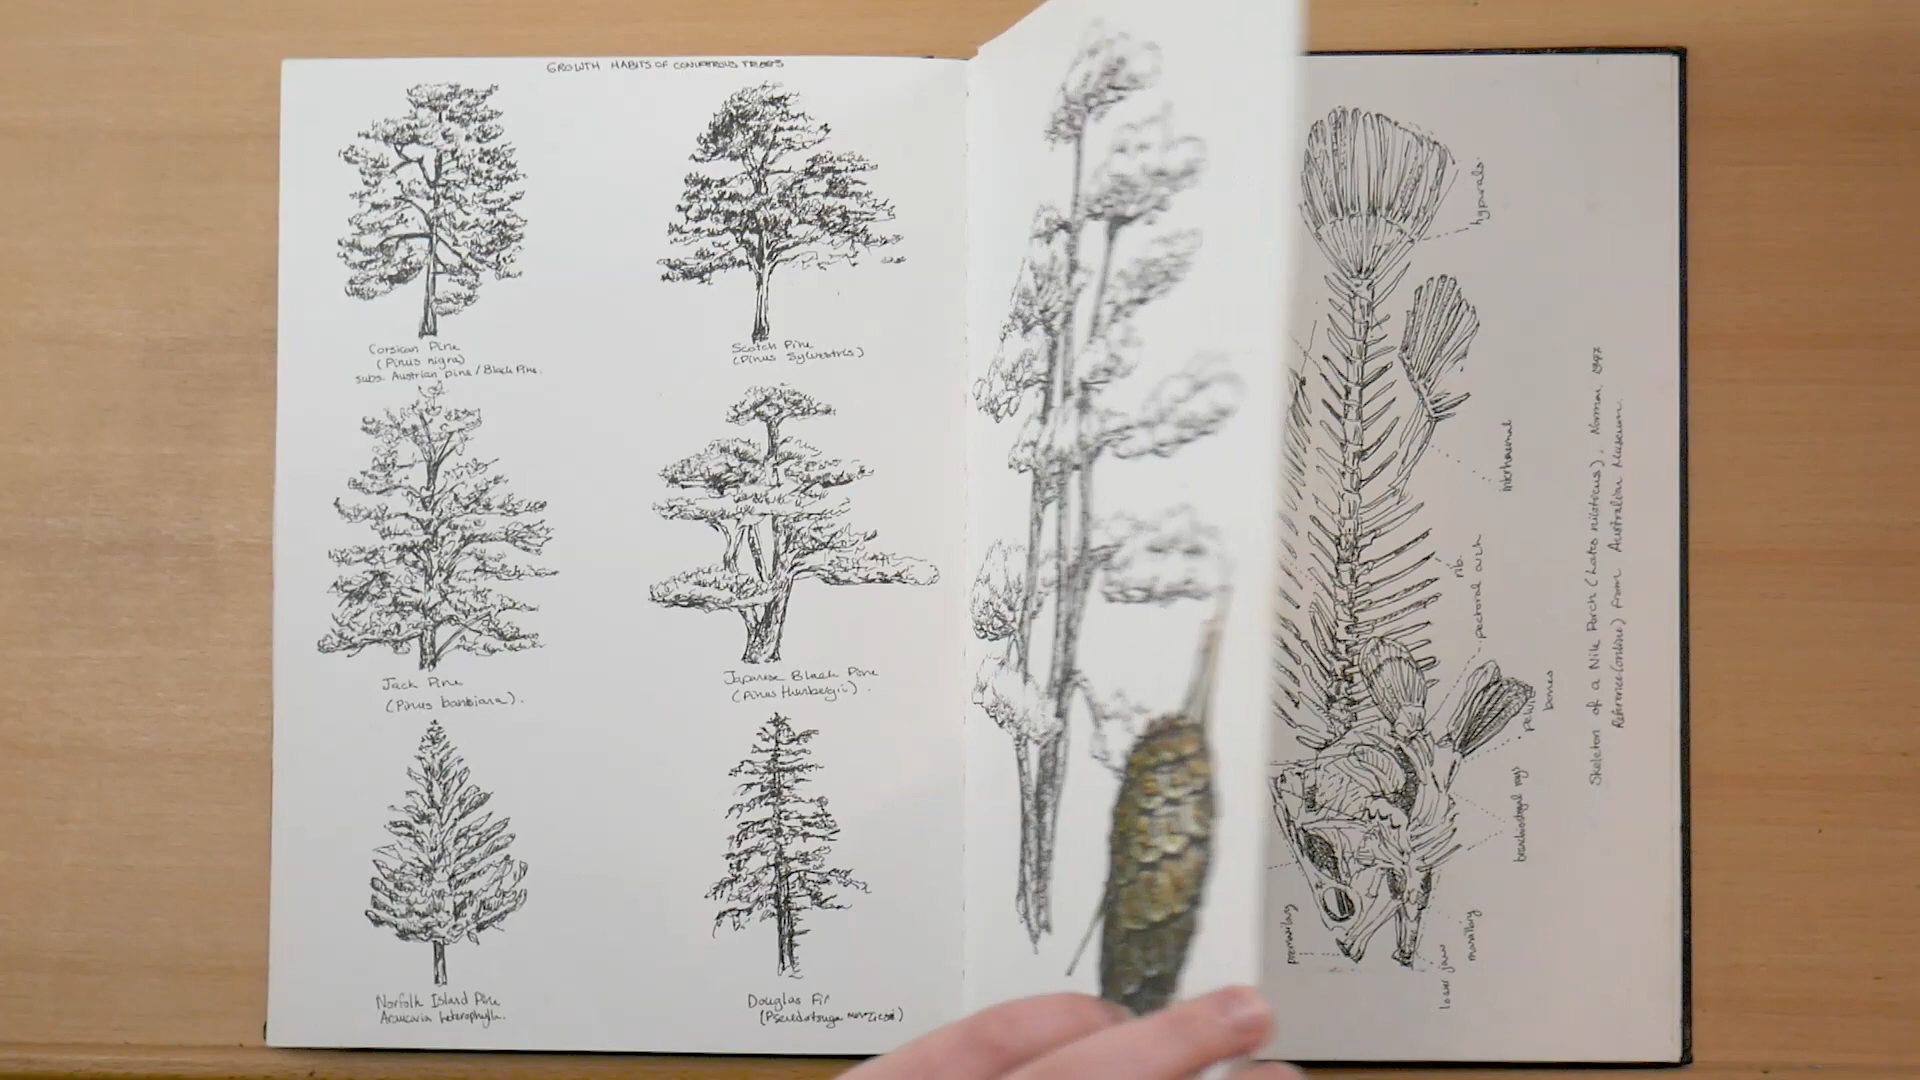 GROWTH HABITS OF CONIFEROUS TREES
Corsican Pine
(Pinus nigra)
subs. Austrian pine / Black Pine.
Scotch Pine
(Pinus Sylvestris)
Jack Pine
(Pinus banksiana).
Japanese Black Pine
(Pinus thunbergii).
Norfolk Island Pine
Araucaria heterophylla.
Douglas Fir
(Pseudotsuga menziesii)
hypurals.
interhaemal
rib.
pectoral arch
pelvic
bones
branchiostegal rays
maxillary
lower jaw
premaxillary
Skeleton of a Nile Perch (Lates niloticus). Norman
Reference (online) from Australian Museum.